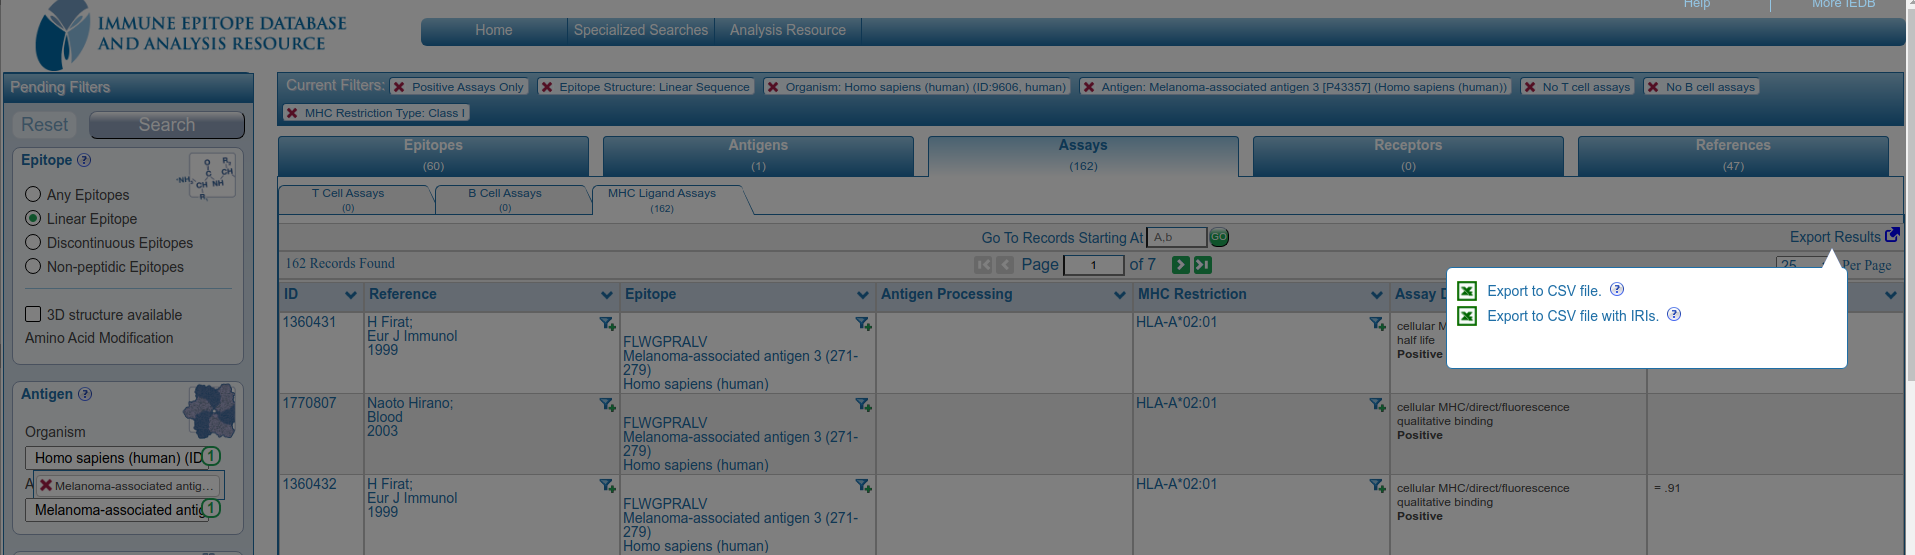 Help
More IEDB
IMMUNE EPITOPE DATABASE
AND ANALYSIS RESOURCE
Home
Specialized Searches
Analysis Resource
Pending Filters
Reset
Search
Epitope
Any Epitopes
Linear Epitope
Discontinuous Epitopes
Non-peptidic Epitopes
3D structure available
Amino Acid Modification
Antigen
Organism
Homo sapiens (human) (ID
1
A
Melanoma-associated antig...
Melanoma-associated antig
1
Current Filters:
Positive Assays Only
Epitope Structure: Linear Sequence
Organism: Homo sapiens (human) (ID:9606, human)
Antigen: Melanoma-associated antigen 3 [P43357] (Homo sapiens (human))
No T cell assays
No B cell assays
MHC Restriction Type: Class I
Epitopes
(60)
Antigens
(1)
Assays
(162)
Receptors
(0)
References
(47)
T Cell Assays
(0)
B Cell Assays
(0)
MHC Ligand Assays
(162)
Go To Records Starting At
A,b
GO
Export Results
162 Records Found
Page
1
of 7
25
Per Page
Export to CSV file.
Export to CSV file with IRIs.
ID
Reference
Epitope
Antigen Processing
MHC Restriction
Assay D
1360431
H Firat;
Eur J Immunol
1999
FLWGPRALV
Melanoma-associated antigen 3 (271-
279)
Homo sapiens (human)
HLA-A*02:01
cellular M
half life
Positive
1770807
Naoto Hirano;
Blood
2003
FLWGPRALV
Melanoma-associated antigen 3 (271-
279)
Homo sapiens (human)
HLA-A*02:01
cellular MHC/direct/fluorescence
qualitative binding
Positive
1360432
H Firat;
Eur J Immunol
1999
FLWGPRALV
Melanoma-associated antigen 3 (271-
279)
Homo sapiens (human)
HLA-A*02:01
cellular MHC/direct/fluorescence
qualitative binding
Positive
= .91